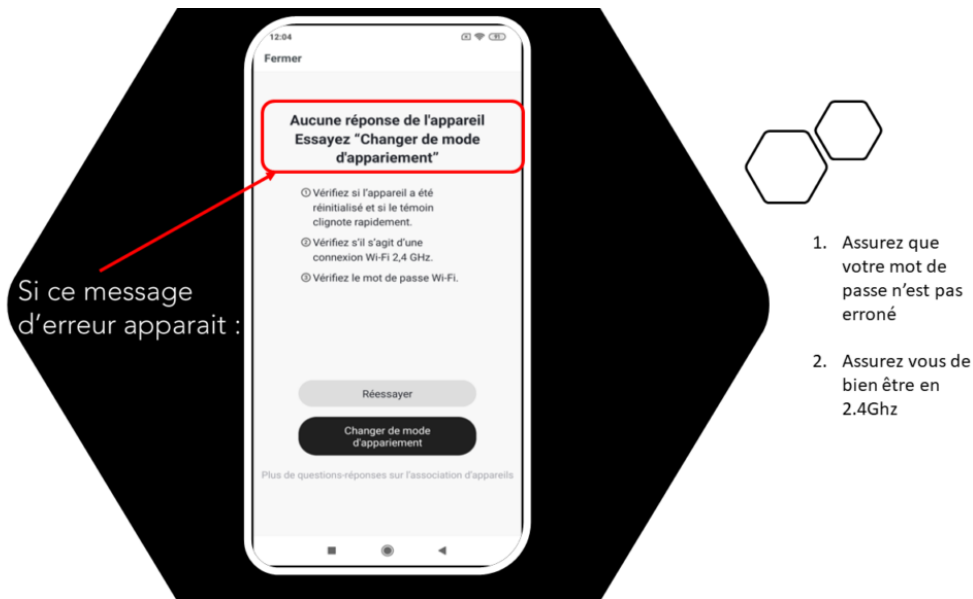 12:04
Fermer
Aucune réponse de l'appareil
Essayez “Changer de mode
d'appariement”
① Vérifiez si l'appareil a été
réinitialisé et si le témoin
clignote rapidement.
② Vérifiez s'il s'agit d'une
connexion Wi-Fi 2,4 GHz.
③ Vérifiez le mot de passe Wi-Fi.
Si ce message
d’erreur apparait :
Réessayer
Changer de mode
d'appariement
Plus de questions-réponses sur l'association d'appareils
1. Assurez que
votre mot de
passe n’est pas
erroné
2. Assurez vous de
bien être en
2.4Ghz